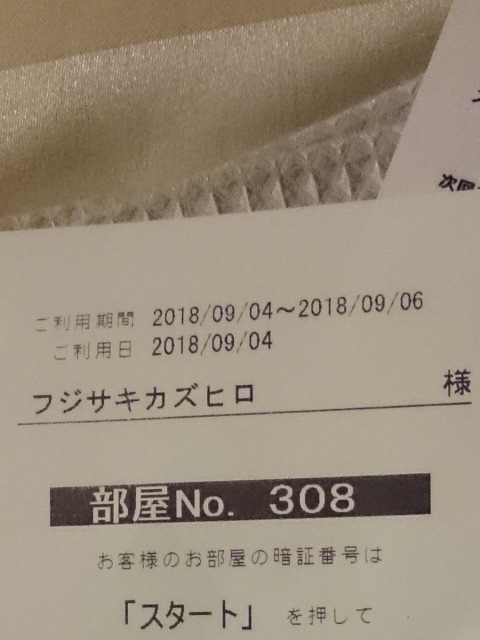 次回
ご利用期間 2018/09/04～2018/09/06
ご利用日 2018/09/04
フジサキカズヒロ 様
部屋No. 308
お客様のお部屋の暗証番号は
「スタート」 を押して